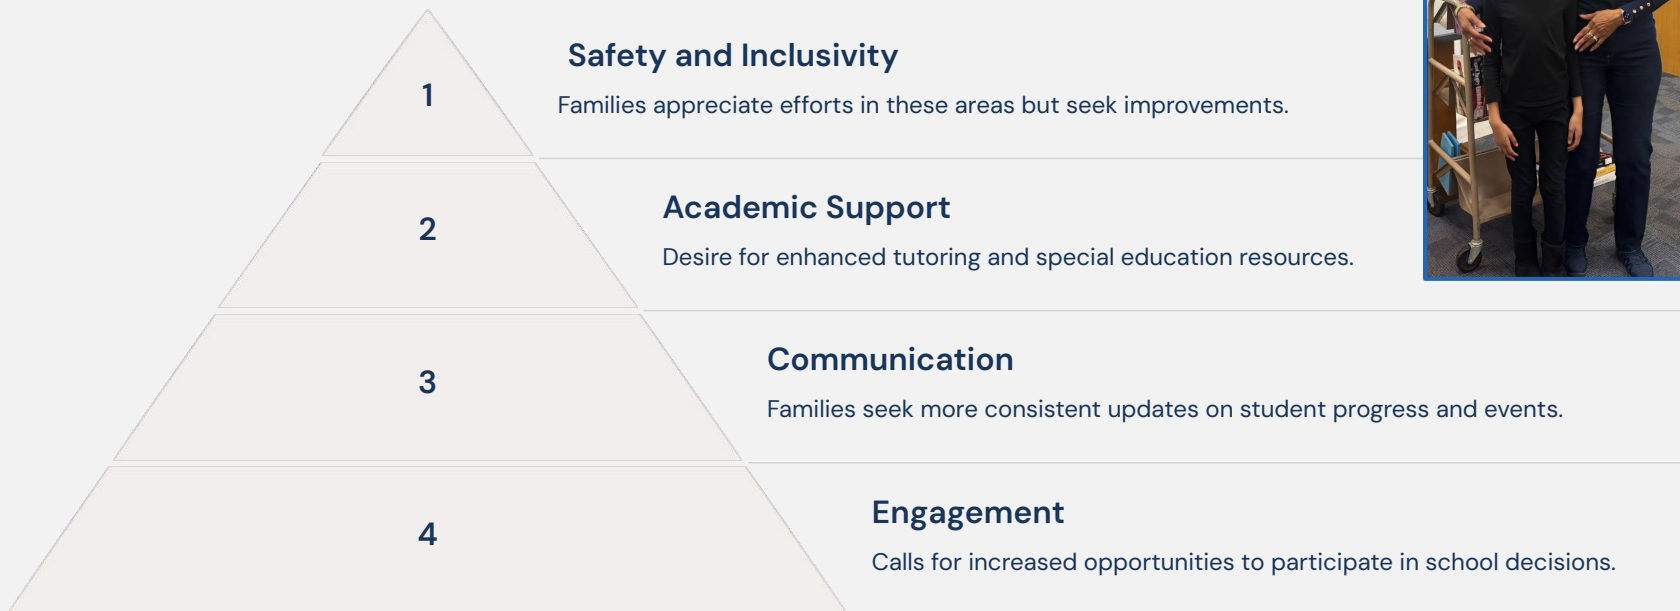 1
Safety and Inclusivity
Families appreciate efforts in these areas but seek improvements.
2
Academic Support
Desire for enhanced tutoring and special education resources.
3
Communication
Families seek more consistent updates on student progress and events.
4
Engagement
Calls for increased opportunities to participate in school decisions.